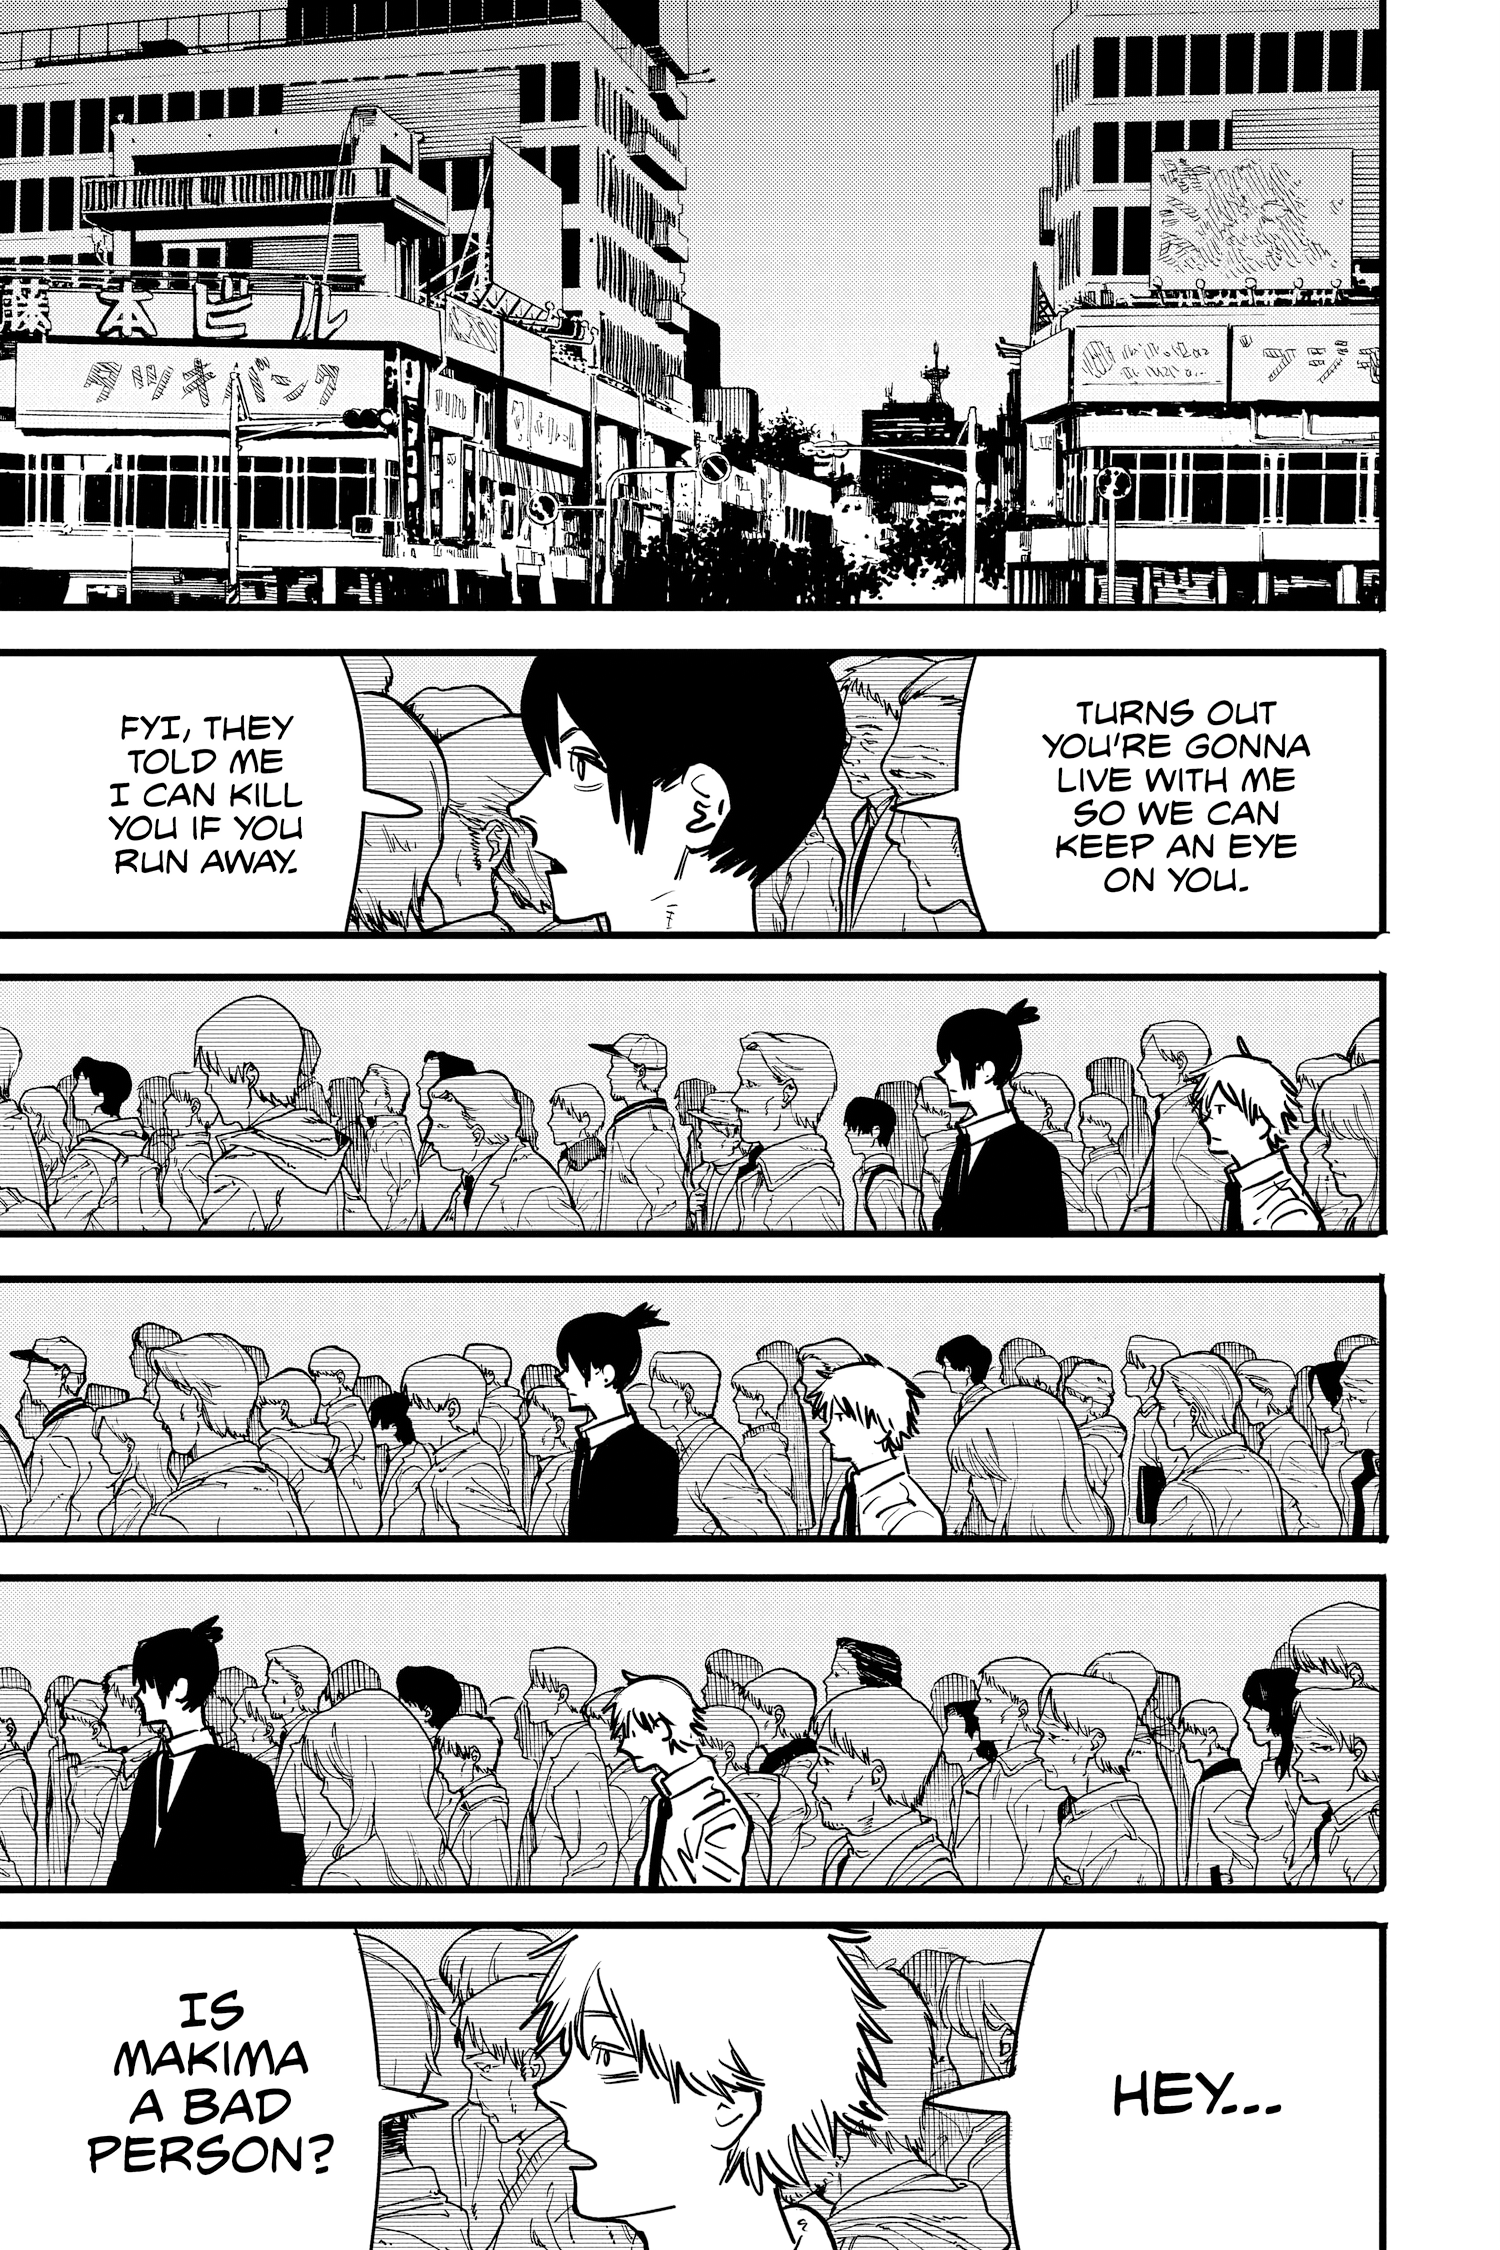 藤本ビル
タツキバンク
TURNS OUT
YOU'RE GONNA
LIVE WITH ME
SO WE CAN
KEEP AN EYE
ON YOU.
FYI, THEY
TOLD ME
I CAN KILL
YOU IF YOU
RUN AWAY.
HEY...
IS
MAKIMA
A BAD
PERSON?